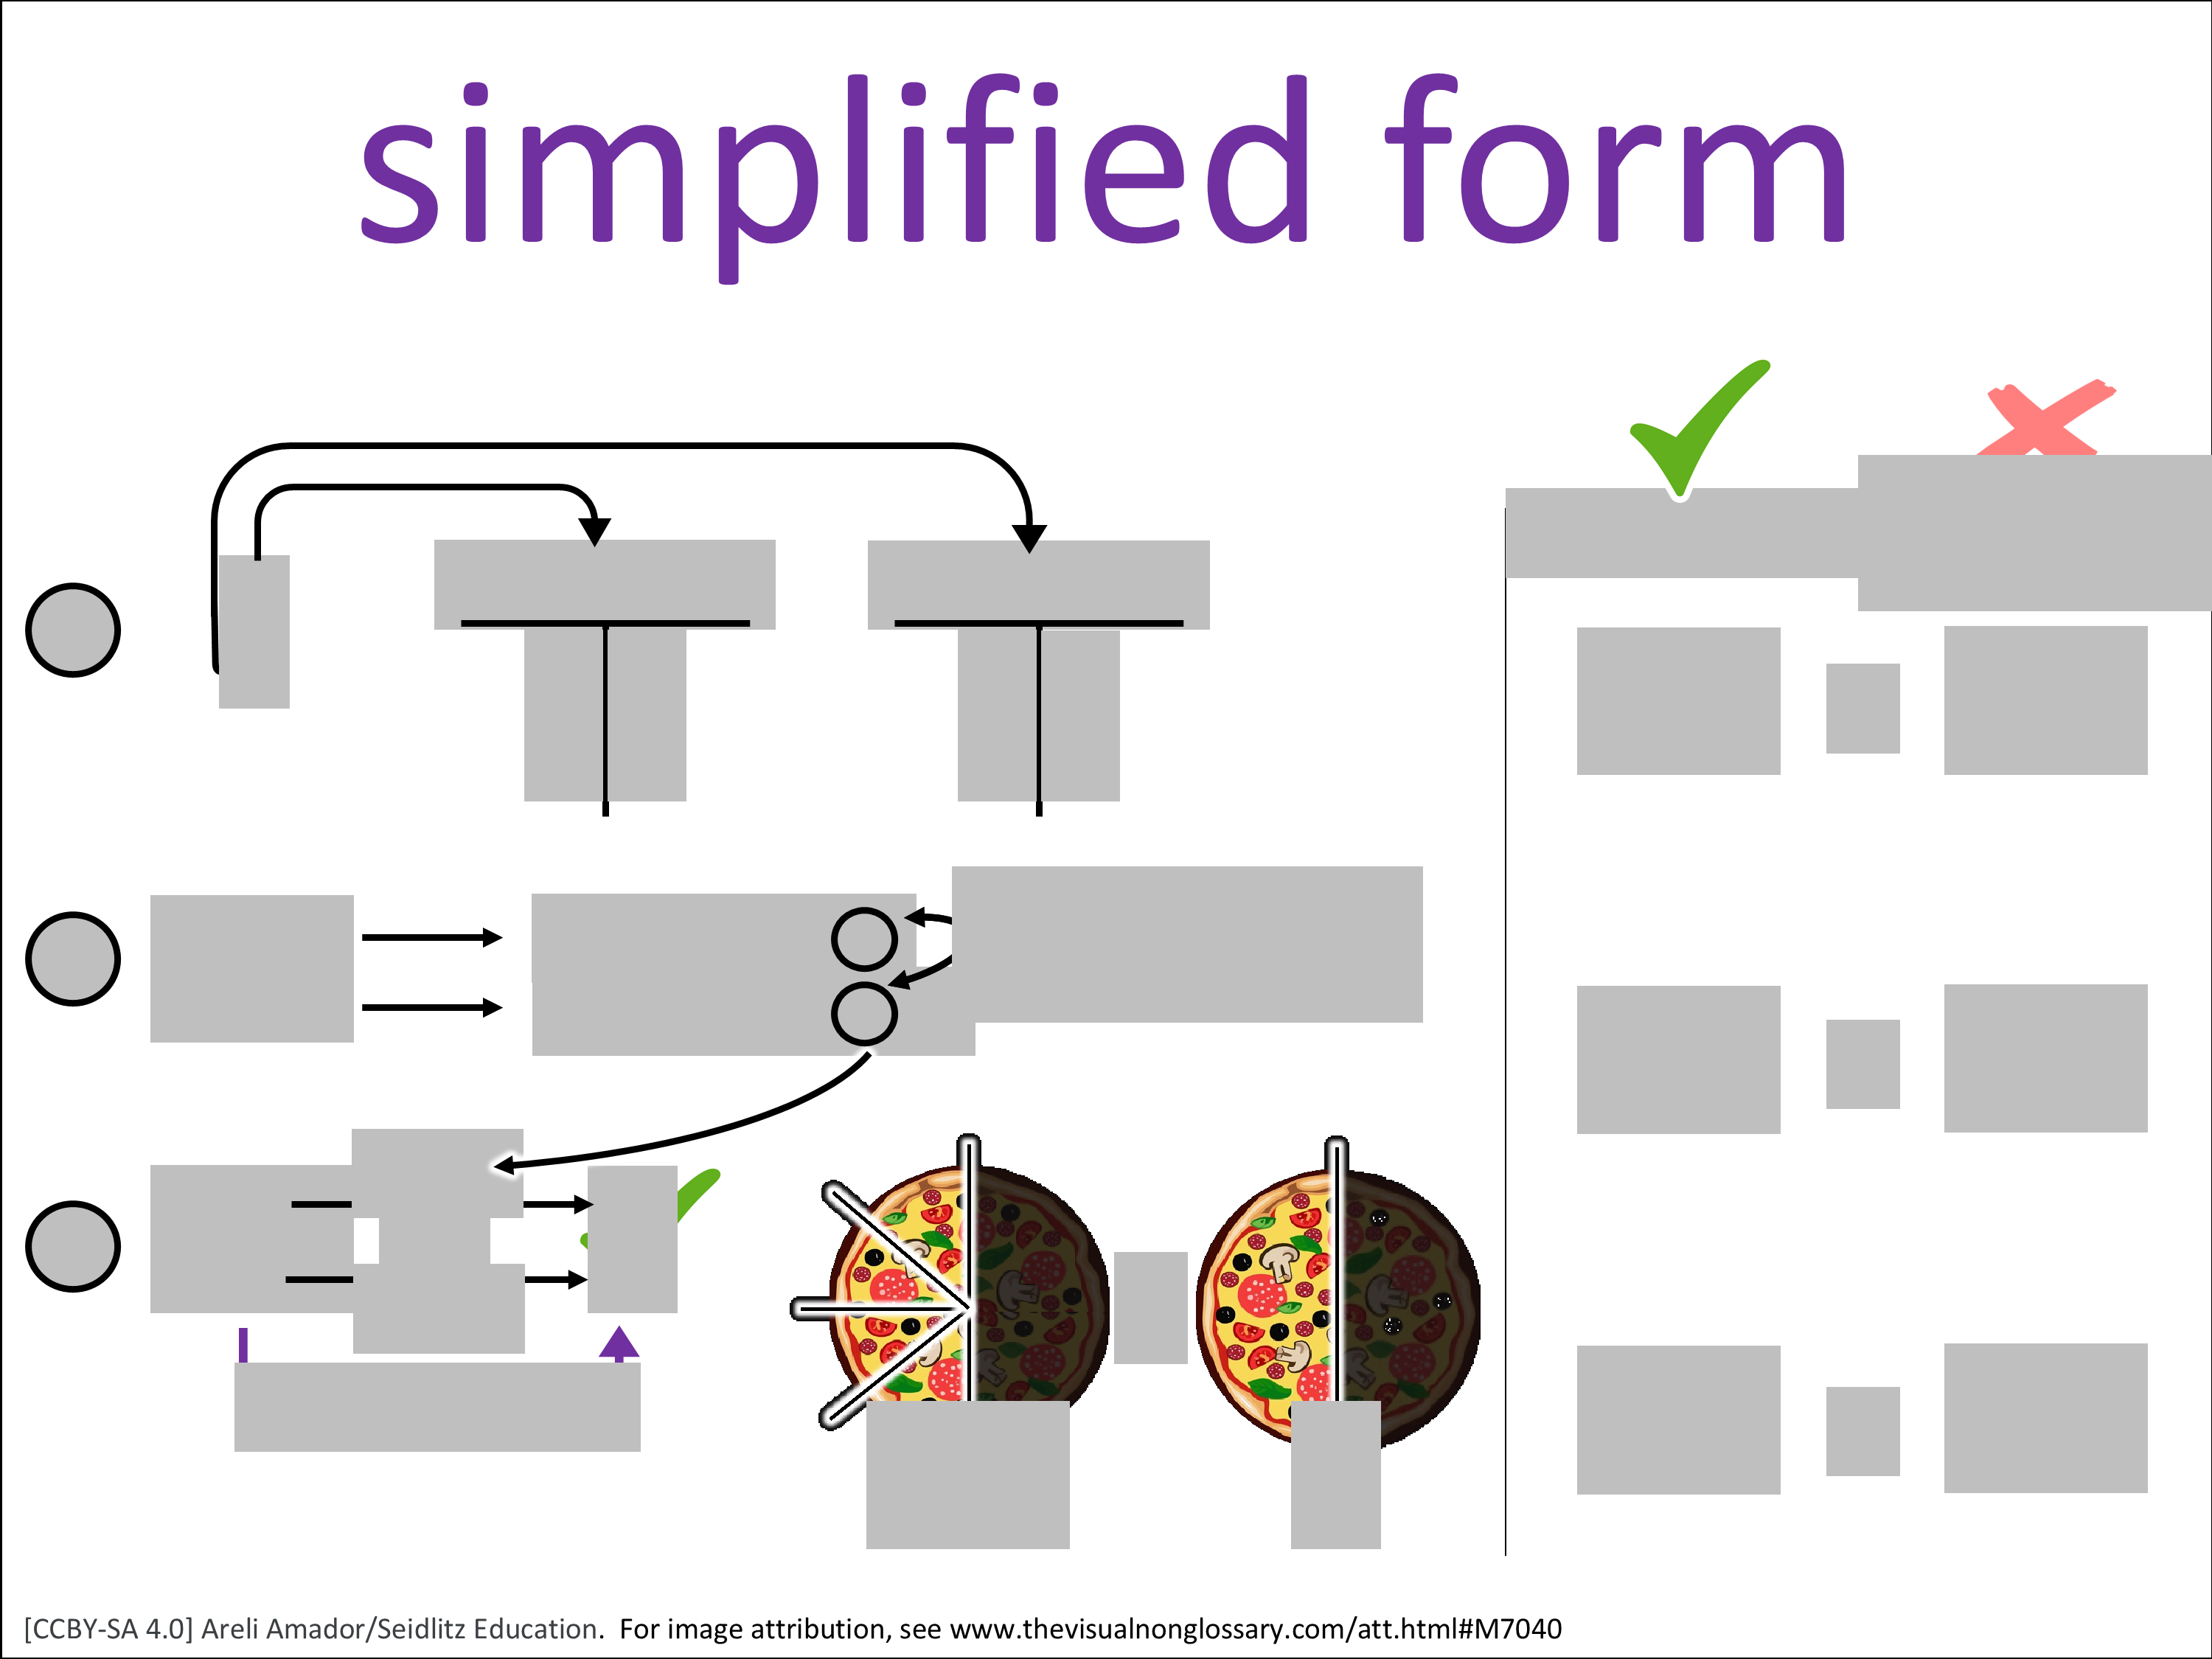 simplified form
[CCBY-SA 4.0] Areli Amador/Seidlitz Education.  For image attribution, see www.thevisualnonglossary.com/att.html#M7040